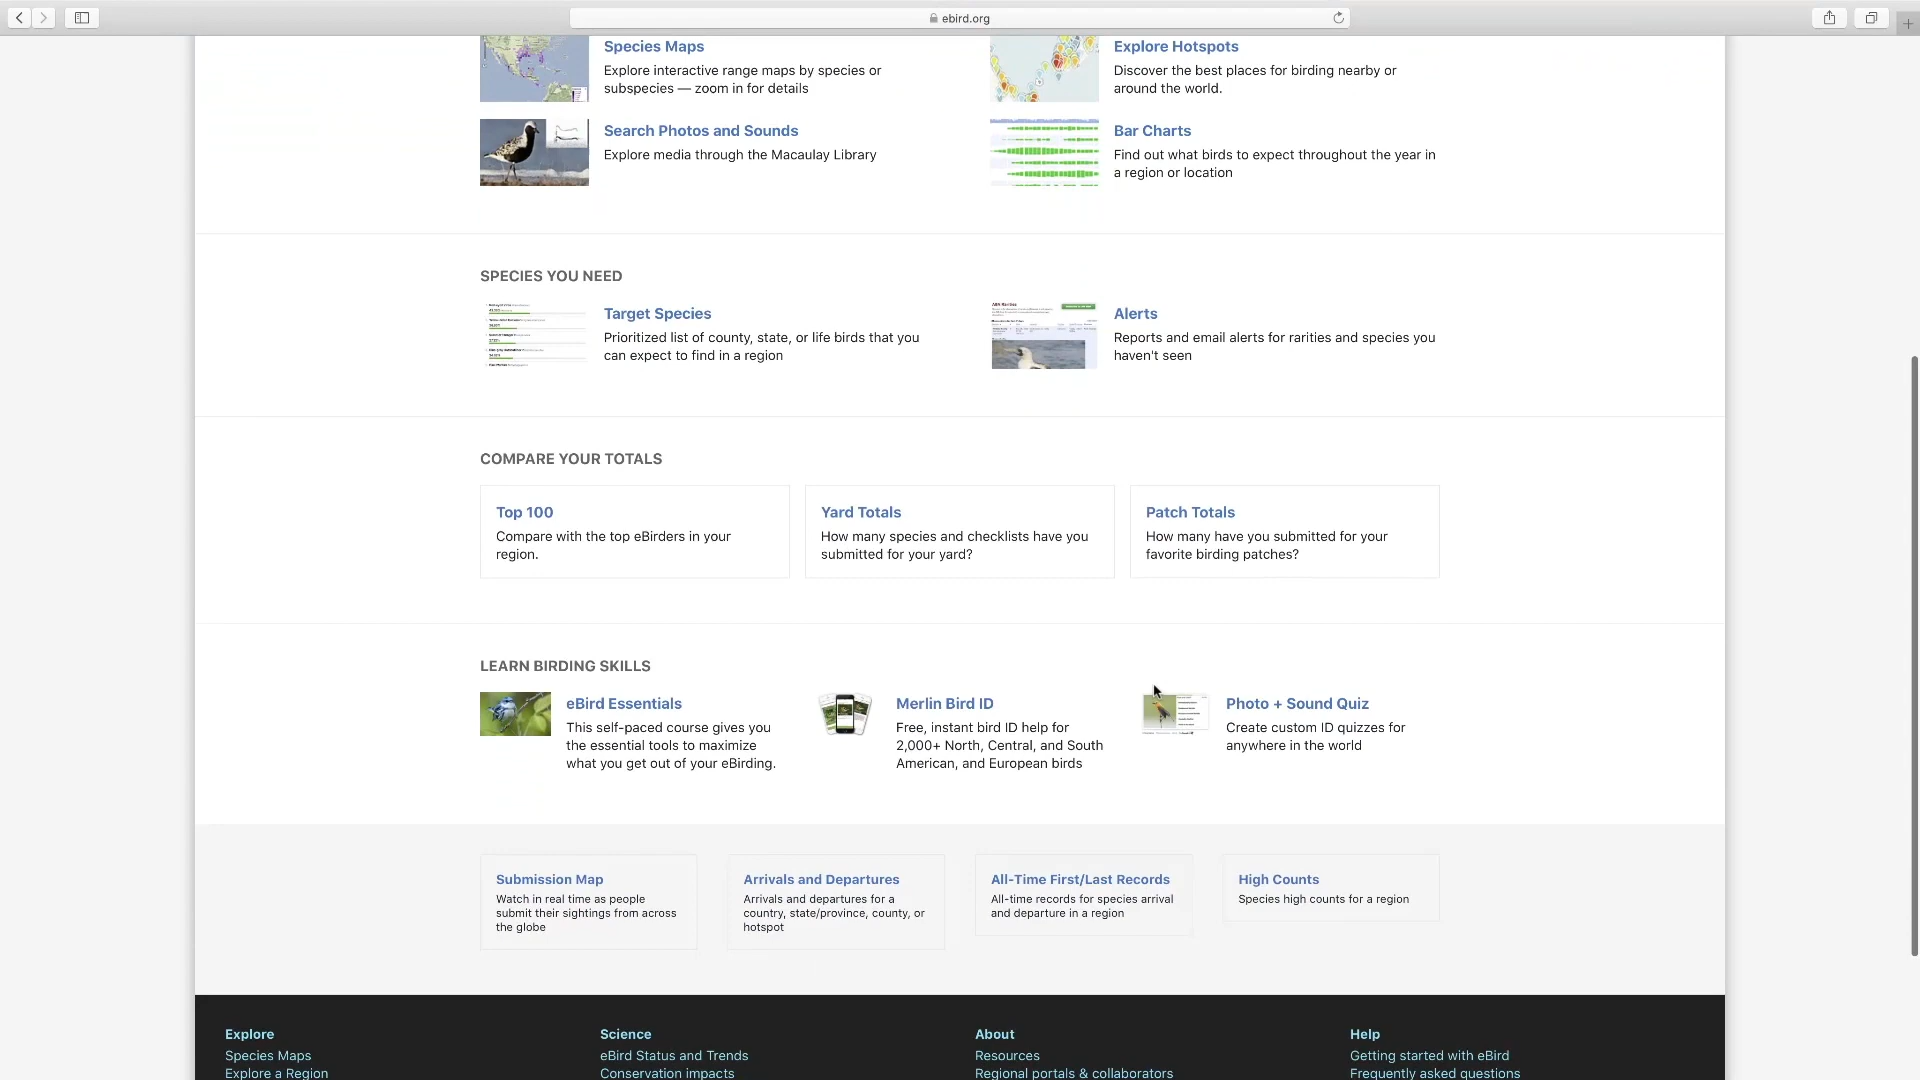 ebird.org
Species Maps
Explore interactive range maps by species or
subspecies — zoom in for details
Explore Hotspots
Discover the best places for birding nearby or
around the world.
Search Photos and Sounds
Explore media through the Macaulay Library
Bar Charts
Find out what birds to expect throughout the year in
a region or location
SPECIES YOU NEED
Target Species
Prioritized list of county, state, or life birds that you
can expect to find in a region
Alerts
Reports and email alerts for rarities and species you
haven't seen
COMPARE YOUR TOTALS
Top 100
Compare with the top eBirders in your
region.
Yard Totals
How many species and checklists have you
submitted for your yard?
Patch Totals
How many have you submitted for your
favorite birding patches?
LEARN BIRDING SKILLS
eBird Essentials
This self-paced course gives you
the essential tools to maximize
what you get out of your eBirding.
Merlin Bird ID
Free, instant bird ID help for
2,000+ North, Central, and South
American, and European birds
Photo + Sound Quiz
Create custom ID quizzes for
anywhere in the world
Submission Map
Watch in real time as people
submit their sightings from across
the globe
Arrivals and Departures
Arrivals and departures for a
country, state/province, county, or
hotspot
All-Time First/Last Records
All-time records for species arrival
and departure in a region
High Counts
Species high counts for a region
Explore
Species Maps
Explore a Region
Science
eBird Status and Trends
Conservation impacts
About
Resources
Regional portals & collaborators
Help
Getting started with eBird
Frequently asked questions